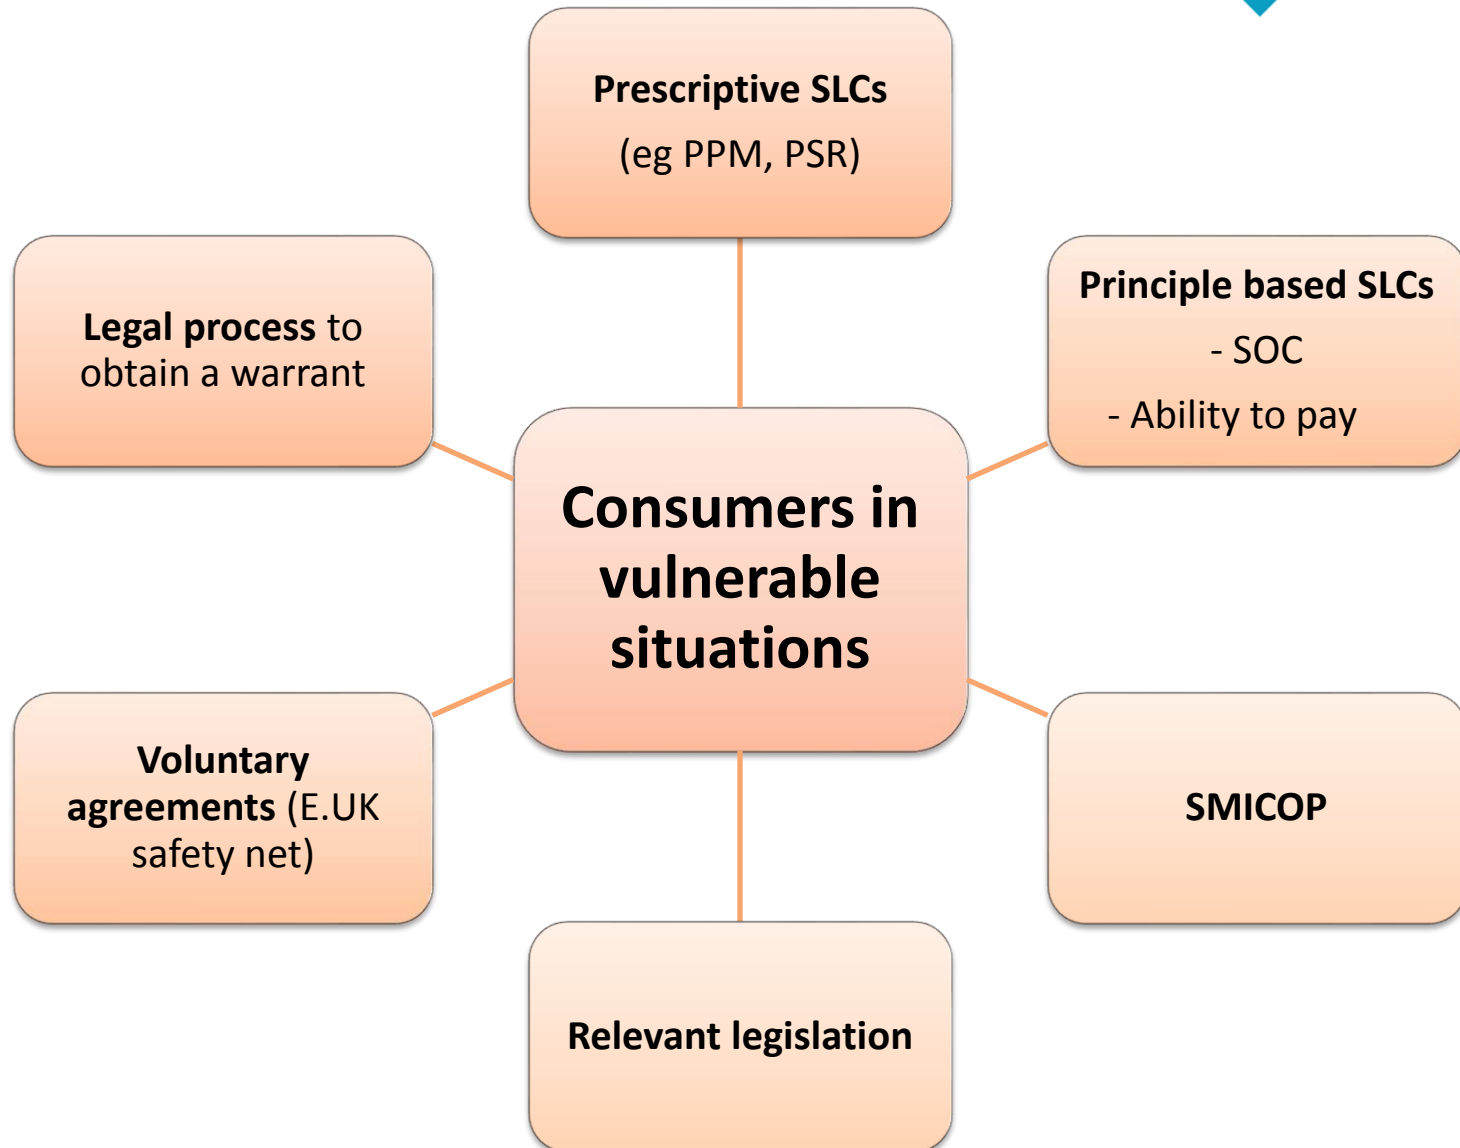 Prescriptive SLCs
(eg PPM, PSR)
Principle based SLCs
- SOC
- Ability to pay
Legal process to
obtain a warrant
Consumers in
vulnerable
situations
Voluntary
agreements (E.UK
safety net)
SMICOP
Relevant legislation